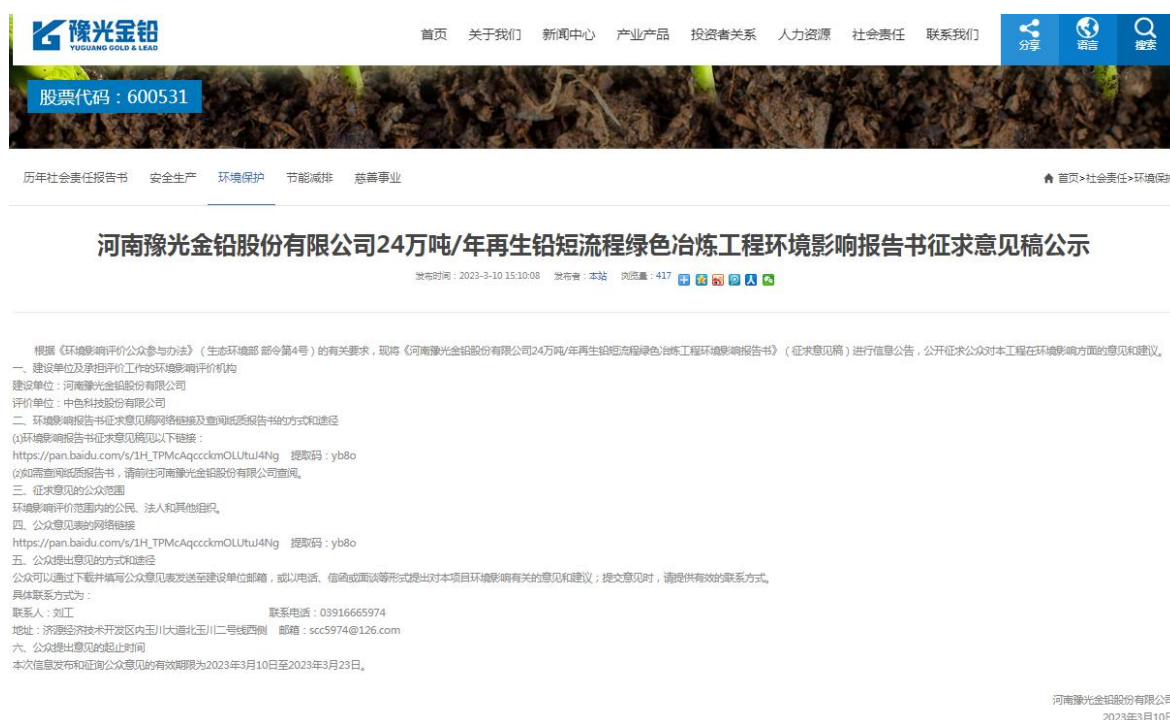 豫光金铅
YUGUANG GOLD & LEAD
首页 关于我们 新闻中心 产业产品 投资者关系 人力资源 社会责任 联系我们
分享 语言 搜索
股票代码：600531
历年社会责任报告书 安全生产 环境保护 节能减排 慈善事业
首页>社会责任>环境保护
河南豫光金铅股份有限公司24万吨/年再生铅短流程绿色冶炼工程环境影响报告书征求意见稿公示
发布时间：2023-3-10 15:10:08 发布者：本站 浏览量：417
根据《环境影响评价公众参与办法》（生态环境部 部令第4号）的有关要求，现将《河南豫光金铅股份有限公司24万吨/年再生铅短流程绿色冶炼工程环境影响报告书》（征求意见稿）进行信息公告，公开征求公众对本工程在环境影响方面的意见和建议。
一、建设单位及承担评价工作的环境影响评价机构
建设单位：河南豫光金铅股份有限公司
评价单位：中色科技股份有限公司
二、环境影响报告书征求意见稿网络链接及查阅纸质报告书的方式和途径
(1)环境影响报告书征求意见稿见以下链接：
https://pan.baidu.com/s/1H_TPMcAqccckmOLUtuJ4Ng 提取码：yb8o
(2)如需查阅纸质报告书，请前往河南豫光金铅股份有限公司查阅。
三、征求意见的公众范围
环境影响评价范围内的公民、法人和其他组织。
四、公众意见表的网络链接
https://pan.baidu.com/s/1H_TPMcAqccckmOLUtuJ4Ng 提取码：yb8o
五、公众提出意见的方式和途径
公众可以通过下载并填写公众意见表发送至建设单位邮箱，或以电话、信函或面谈等形式提出对本项目环境影响有关的意见和建议；提交意见时，请提供有效的联系方式。
具体联系方式为：
联系人：刘工 联系电话：03916665974
地址：济源经济技术开发区内玉川大道北玉川二号线西侧 邮箱：scc5974@126.com
六、公众提出意见的起止时间
本次信息发布和征询公众意见的有效期限为2023年3月10日至2023年3月23日。
河南豫光金铅股份有限公司
2023年3月10日